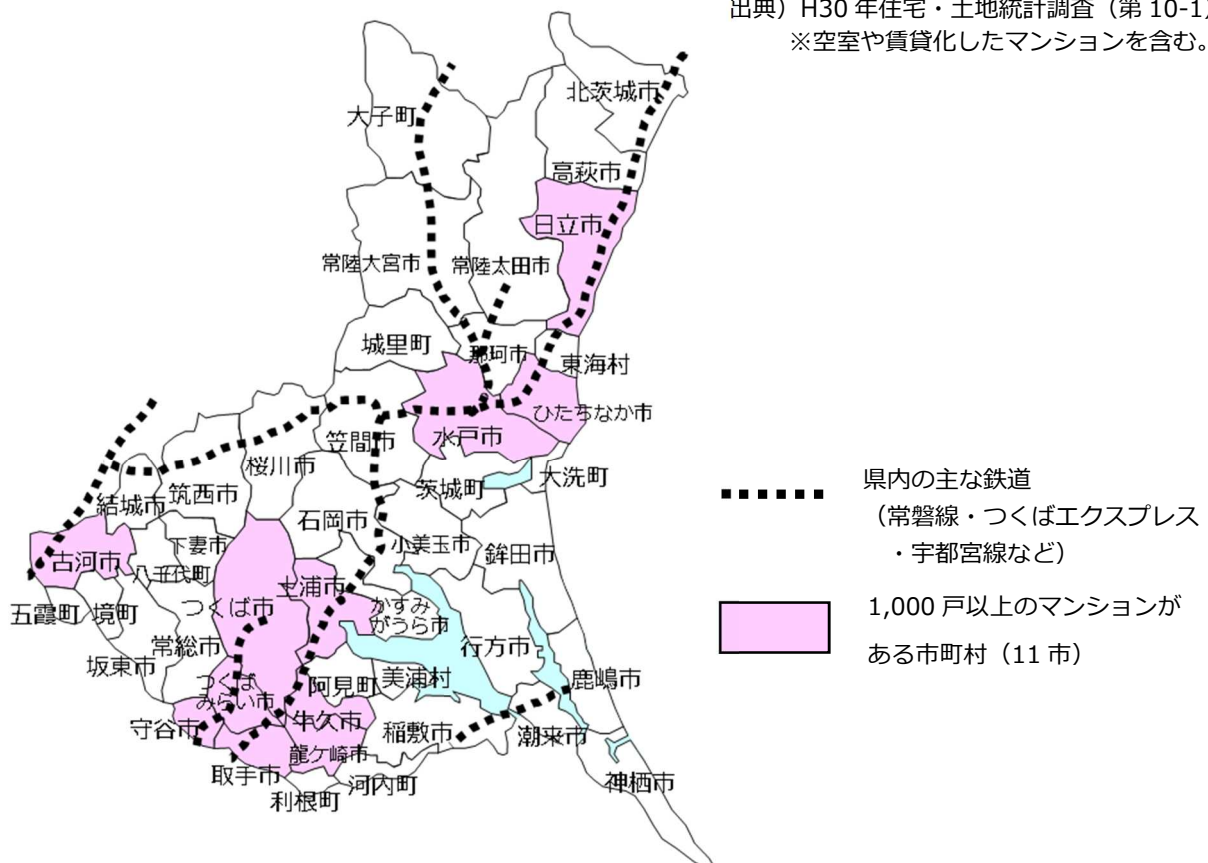 出典）H30 年住宅・土地統計調査（第 10-1）
※空室や賃貸化したマンションを含む。
北茨城市
大子町
高萩市
日立市
常陸大宮市
常陸太田市
城里町
那珂市
東海村
ひたちなか市
水戸市
笠間市
桜川市
茨城町
大洗町
筑西市
結城市
石岡市
小美玉市
鉾田市
下妻市
古河市
八千代町
土浦市
つくば市
かすみ
がうら市
五霞町
境町
常総市
行方市
坂東市
つくば
みらい市
阿見町
美浦村
鹿嶋市
守谷市
牛久市
稲敷市
潮来市
龍ケ崎市
取手市
河内町
利根町
神栖市
県内の主な鉄道
（常磐線・つくばエクスプレス
・宇都宮線など）
1,000 戸以上のマンションが
ある市町村（11 市）